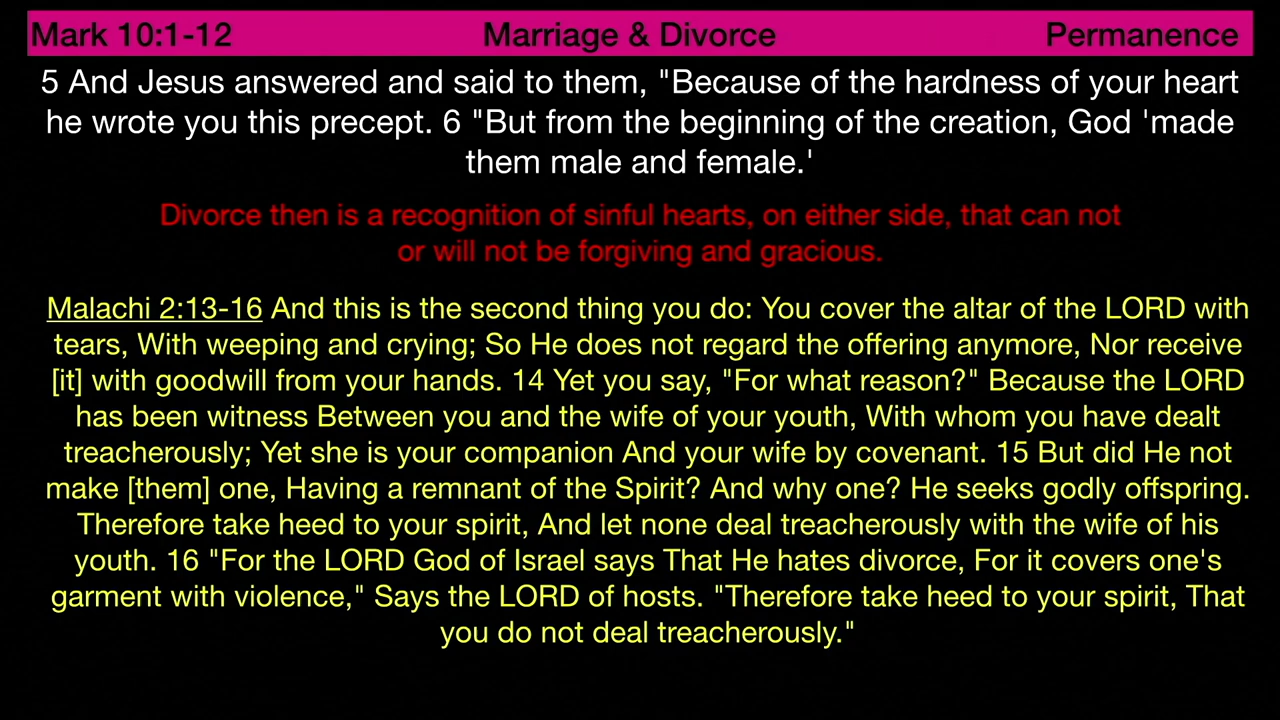 Mark 10:1-12 Marriage & Divorce Permanence
5 And Jesus answered and said to them, "Because of the hardness of your heart
he wrote you this precept. 6 "But from the beginning of the creation, God 'made
them male and female.'
Divorce then is a recognition of sinful hearts, on either side, that can not
or will not be forgiving and gracious.
Malachi 2:13-16 And this is the second thing you do: You cover the altar of the LORD with
tears, With weeping and crying; So He does not regard the offering anymore, Nor receive
[it] with goodwill from your hands. 14 Yet you say, "For what reason?" Because the LORD
has been witness Between you and the wife of your youth, With whom you have dealt
treacherously; Yet she is your companion And your wife by covenant. 15 But did He not
make [them] one, Having a remnant of the Spirit? And why one? He seeks godly offspring.
Therefore take heed to your spirit, And let none deal treacherously with the wife of his
youth. 16 "For the LORD God of Israel says That He hates divorce, For it covers one's
garment with violence," Says the LORD of hosts. "Therefore take heed to your spirit, That
you do not deal treacherously."